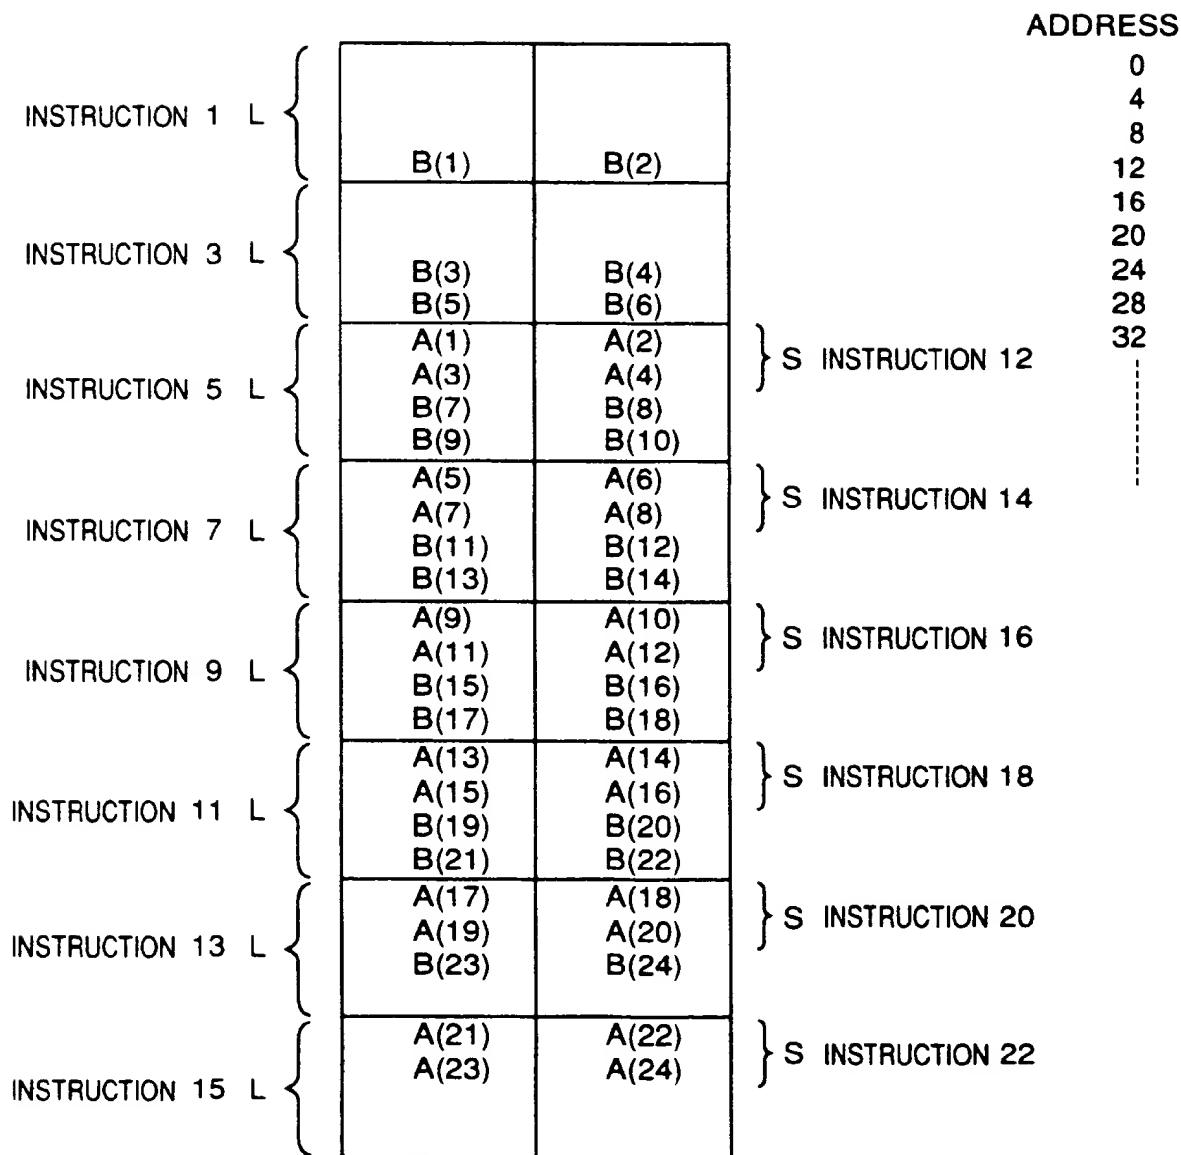 ADDRESS
0
4
INSTRUCTION 1 L
8
B(1) B(2) 12
16
20
INSTRUCTION 3 L
B(3) B(4) 24
B(5) B(6) 28
A(1) A(2) 32
S INSTRUCTION 12
A(3) A(4)
INSTRUCTION 5 L
B(7) B(8)
B(9) B(10)
A(5) A(6)
S INSTRUCTION 14
A(7) A(8)
INSTRUCTION 7 L
B(11) B(12)
B(13) B(14)
A(9) A(10)
S INSTRUCTION 16
A(11) A(12)
INSTRUCTION 9 L
B(15) B(16)
B(17) B(18)
A(13) A(14)
S INSTRUCTION 18
A(15) A(16)
INSTRUCTION 11 L
B(19) B(20)
B(21) B(22)
A(17) A(18)
S INSTRUCTION 20
A(19) A(20)
INSTRUCTION 13 L
B(23) B(24)
A(21) A(22)
S INSTRUCTION 22
A(23) A(24)
INSTRUCTION 15 L